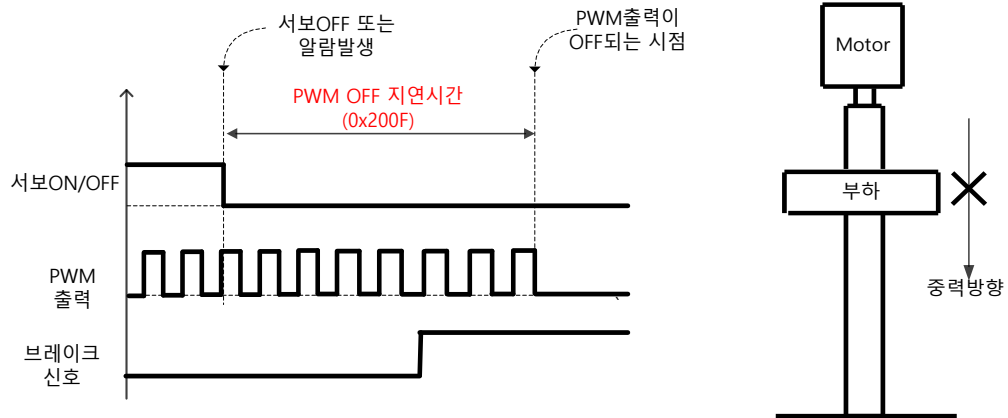 서보OFF 또는
알람발생
PWM출력이
OFF되는 시점
PWM OFF 지연시간
(0x200F)
서보ON/OFF
PWM
출력
브레이크
신호
Motor
부하
중력방향